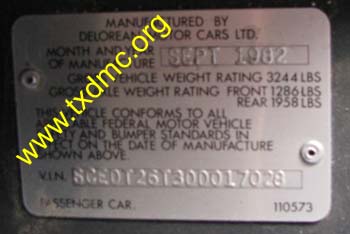 MANUFACTURED BY
DELOREAN MOTOR CARS LTD.
MONTH AND YEAR SEPT 1982
OF MANUFACTURE
GROSS VEHICLE WEIGHT RATING 3244 LBS
GROSS VEHICLE WEIGHT RATING FRONT 1286 LBS
REAR 1958 LBS
THIS VEHICLE CONFORMS TO ALL
APPLICABLE FEDERAL MOTOR VEHICLE
SAFETY AND BUMPER STANDARDS IN
EFFECT ON THE DATE OF MANUFACTURE
SHOWN ABOVE.
V.I.N. SCEDT26T300017028
PASSENGER CAR. 110573
www.txdmc.org